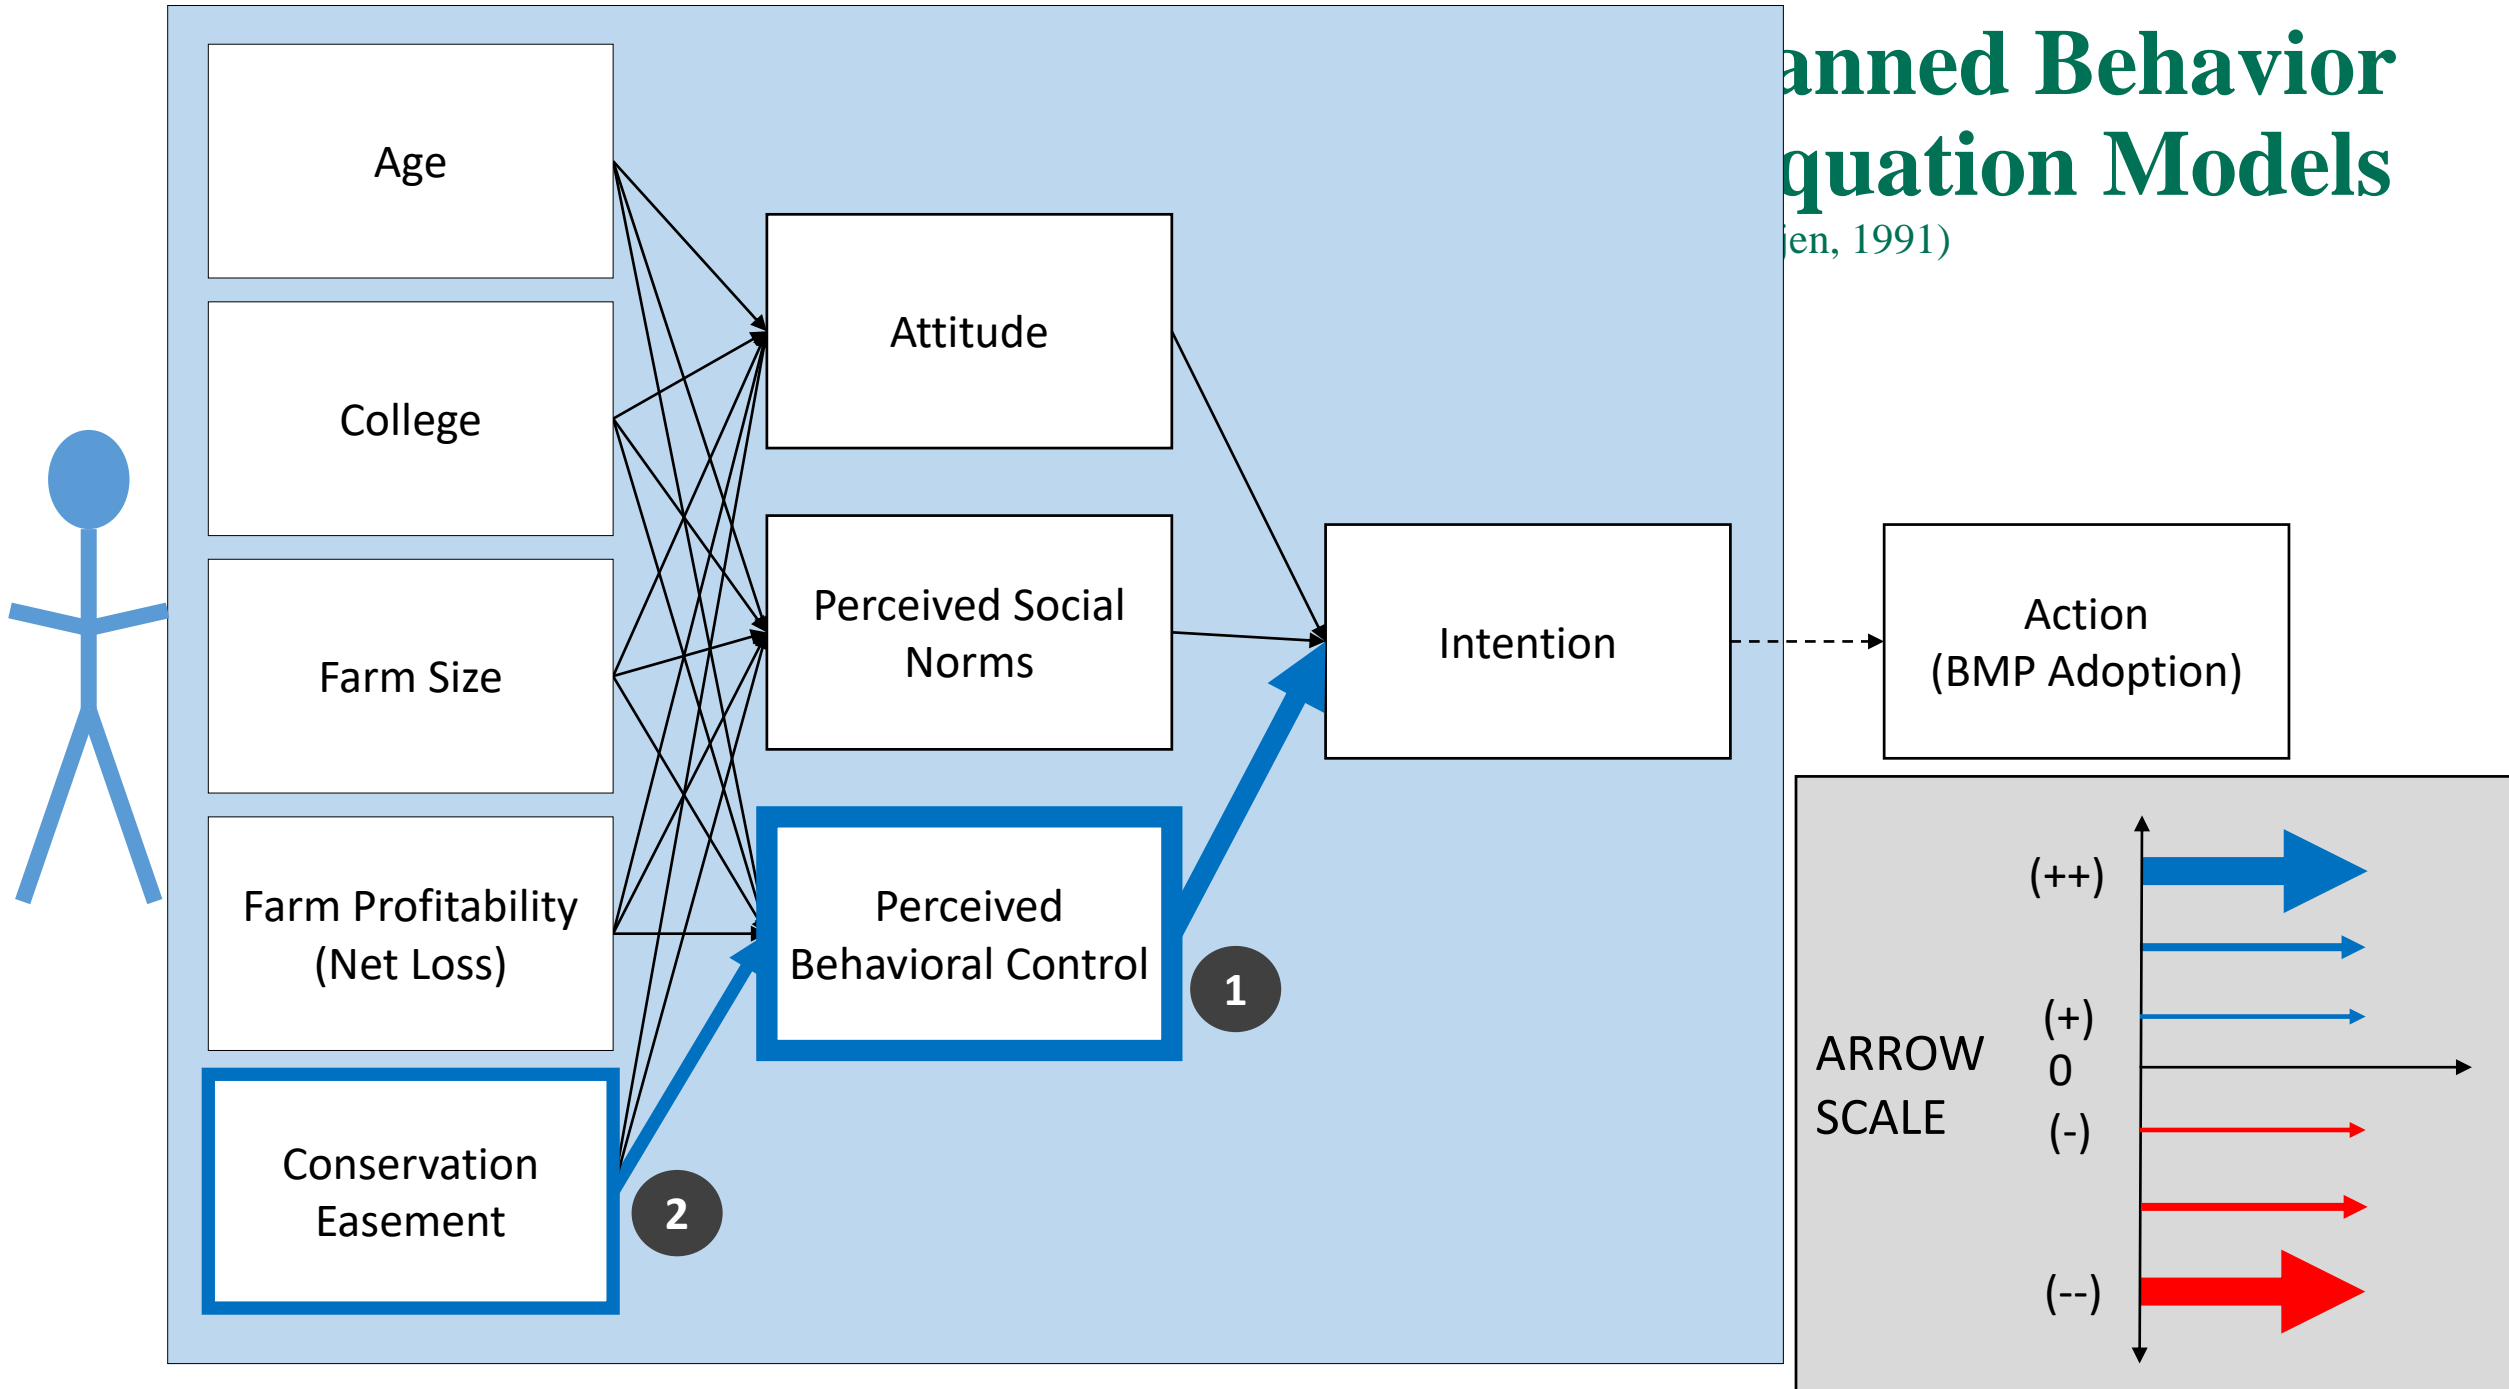 anned Behavior
quation Models
jen, 1991)
Age
College
Farm Size
Farm Profitability
(Net Loss)
Conservation
Easement
2
Attitude
Perceived Social
Norms
Perceived
Behavioral Control
1
Intention
Action
(BMP Adoption)
ARROW
SCALE
(++)
(+)
0
(-)
(--)